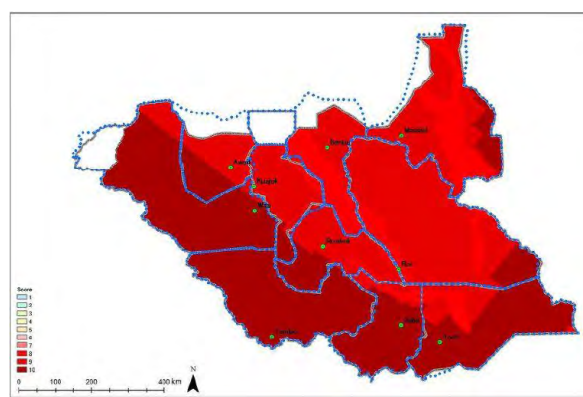 Malakal
Bentiu
Aweil
Kuajok
Wau
Rumbek
Bor
Yambio
Juba
Torit
Score
1
2
3
4
5
6
7
8
9
10
N
0 100 200 400 km